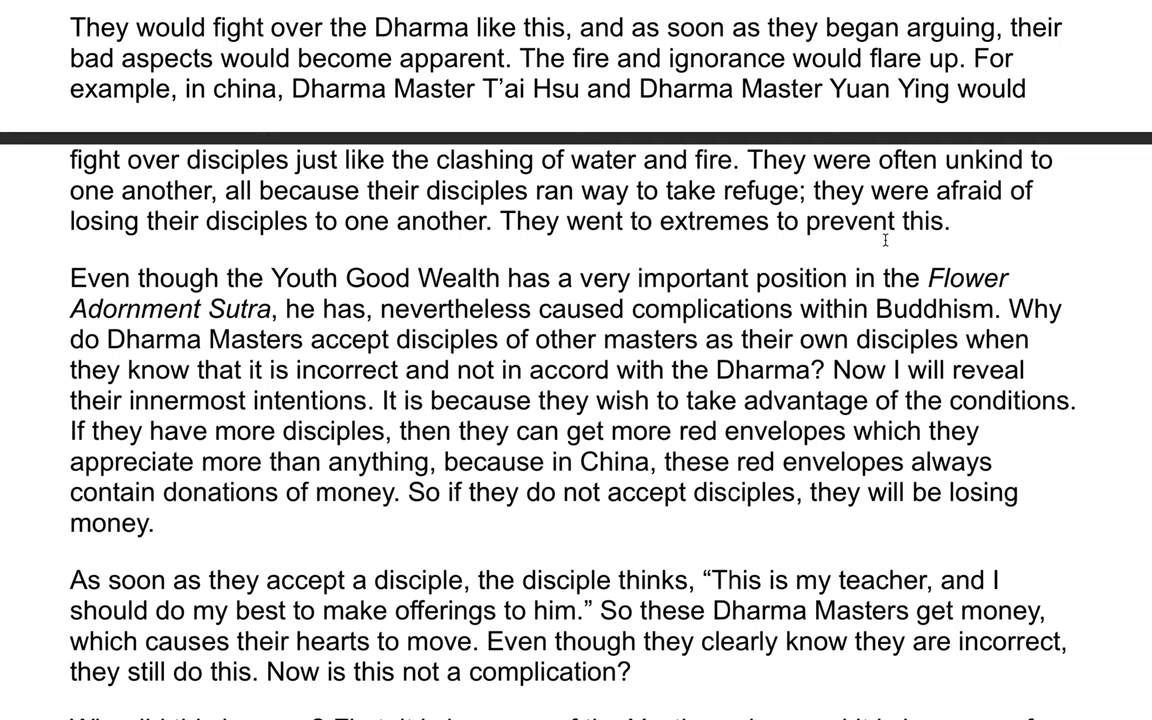 They would fight over the Dharma like this, and as soon as they began arguing, their
bad aspects would become apparent. The fire and ignorance would flare up. For
example, in china, Dharma Master T’ai Hsu and Dharma Master Yuan Ying would
fight over disciples just like the clashing of water and fire. They were often unkind to
one another, all because their disciples ran way to take refuge; they were afraid of
losing their disciples to one another. They went to extremes to prevent this.
Even though the Youth Good Wealth has a very important position in the Flower
Adornment Sutra, he has, nevertheless caused complications within Buddhism. Why
do Dharma Masters accept disciples of other masters as their own disciples when
they know that it is incorrect and not in accord with the Dharma? Now I will reveal
their innermost intentions. It is because they wish to take advantage of the conditions.
If they have more disciples, then they can get more red envelopes which they
appreciate more than anything, because in China, these red envelopes always
contain donations of money. So if they do not accept disciples, they will be losing
money.
As soon as they accept a disciple, the disciple thinks, “This is my teacher, and I
should do my best to make offerings to him.” So these Dharma Masters get money,
which causes their hearts to move. Even though they clearly know they are incorrect,
they still do this. Now is this not a complication?